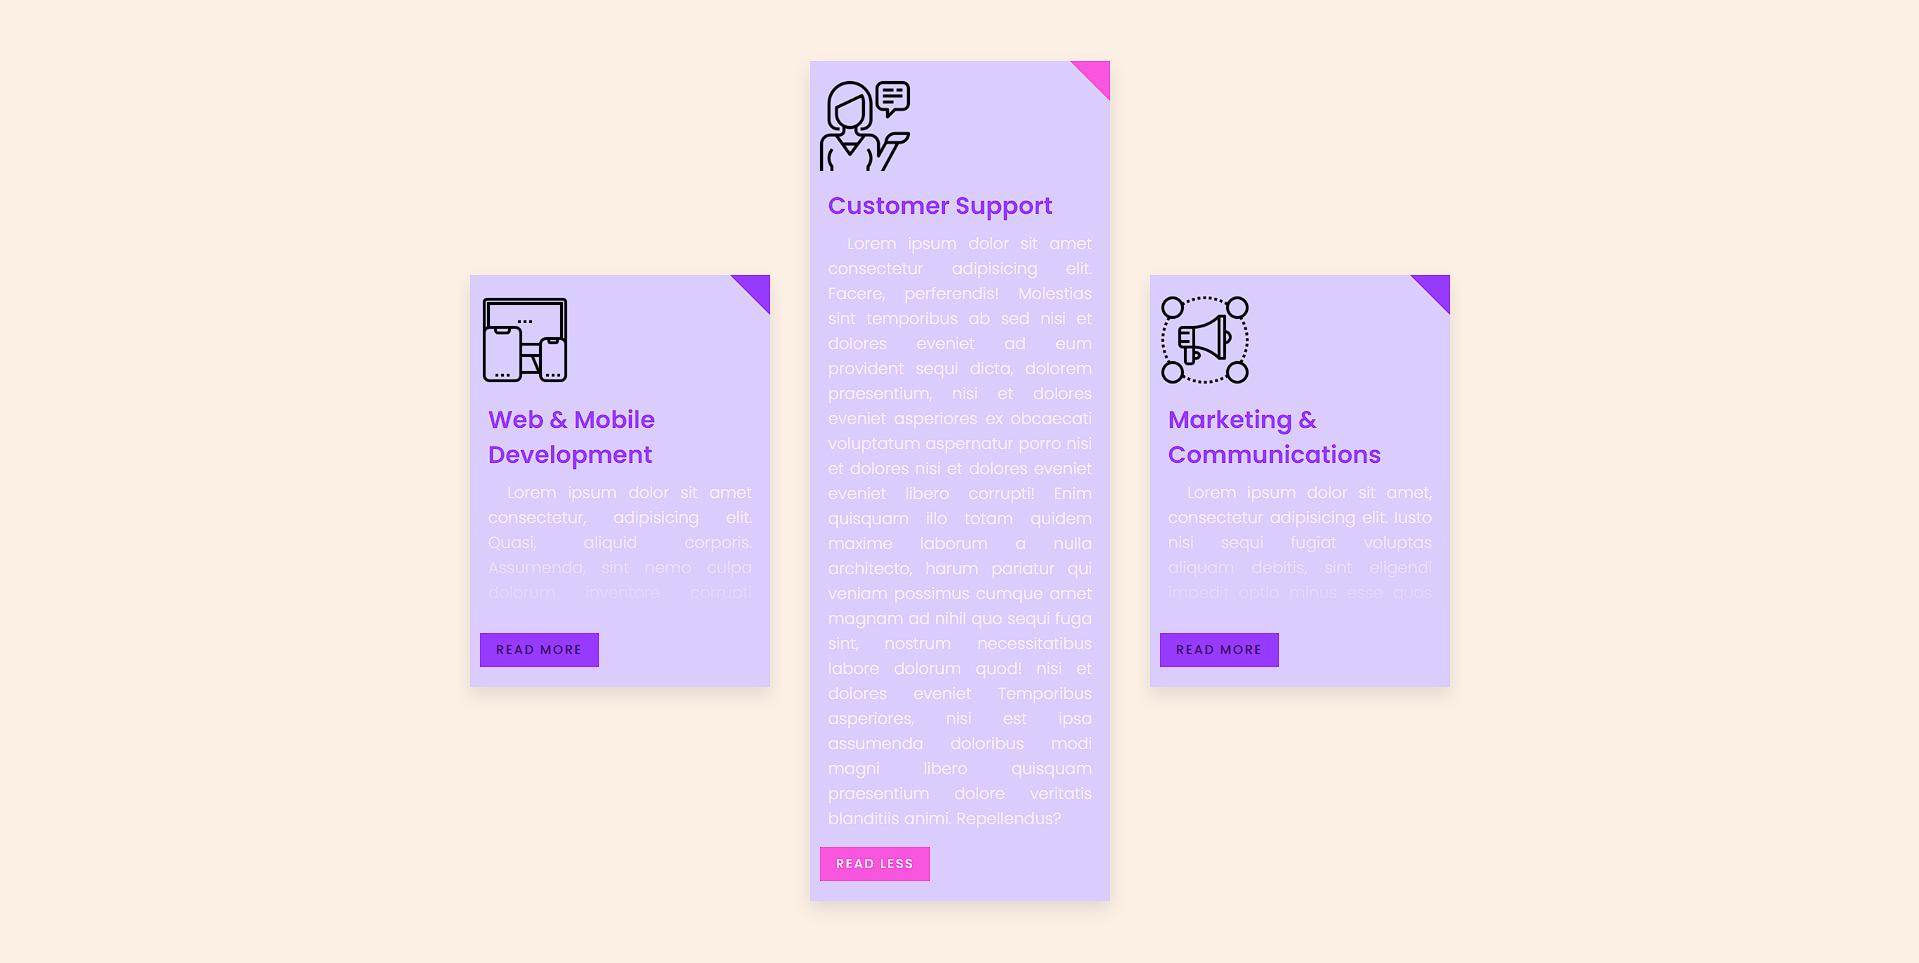 Web & Mobile
Development
Lorem ipsum dolor sit amet
consectetur, adipisicing elit.
Quasi, aliquid corporis.
Assumenda, sint nemo culpa
dolorum inventore corrupti
READ MORE
Customer Support
Lorem ipsum dolor sit amet
consectetur adipisicing elit.
Facere, perferendis! Molestias
sint temporibus ab sed nisi et
dolores eveniet ad eum
provident sequi dicta, dolorem
praesentium, nisi et dolores
eveniet asperiores ex obcaecati
voluptatum aspernatur porro nisi
et dolores nisi et dolores eveniet
eveniet libero corrupti! Enim
quisquam illo totam quidem
maxime laborum a nulla
architecto, harum pariatur qui
veniam possimus cumque amet
magnam ad nihil quo sequi fuga
sint, nostrum necessitatibus
labore dolorum quod! nisi et
dolores eveniet Temporibus
asperiores, nisi est ipsa
assumenda doloribus modi
magni libero quisquam
praesentium dolore veritatis
blanditiis animi. Repellendus?
READ LESS
Marketing &
Communications
Lorem ipsum dolor sit amet,
consectetur adipisicing elit. Iusto
nisi sequi fugiat voluptas
aliquam debitis, sint eligendi
impedit optio minus esse quos
READ MORE